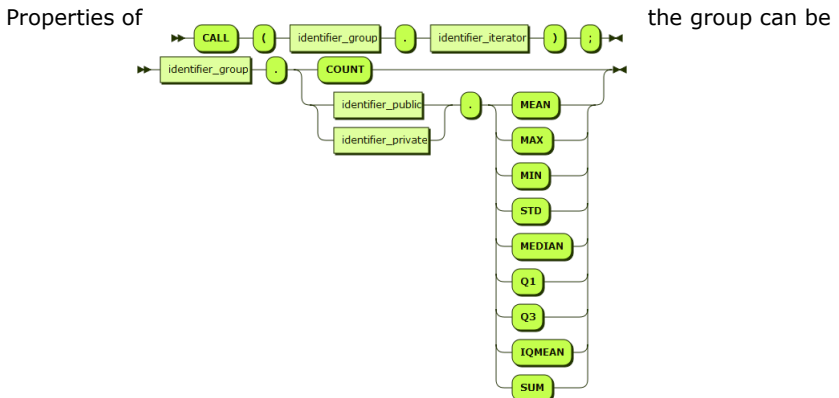 Properties of the group can be
CALL ( identifier_group . identifier_iterator ) ;
identifier_group . COUNT
identifier_public . MEAN
identifier_private MAX
MIN
STD
MEDIAN
Q1
Q3
IQMEAN
SUM